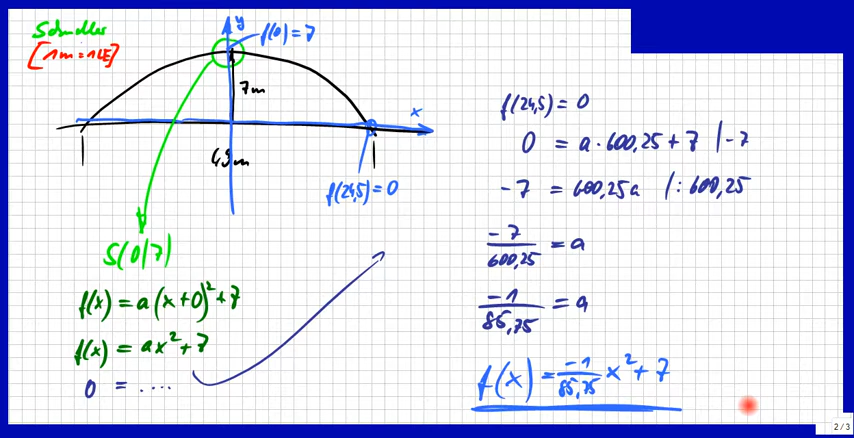 Schnelles
[1m = 1LE]
y
f(0) = 7
7m
x
49m
f(24,5) = 0
S(0|7)
f(x) = a(x+0)² + 7
f(x) = ax² + 7
0 = ....
f(24,5) = 0
0 = a · 600,25 + 7 | -7
-7 = 600,25a | : 600,25
-7/600,25 = a
-1/85,75 = a
f(x) = -1/85,75 x² + 7
2 / 3